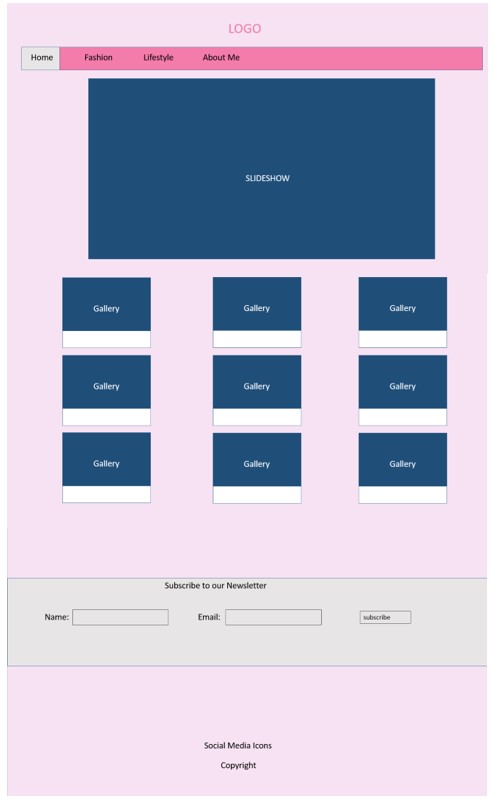 LOGO
Home Fashion Lifestyle About Me
SLIDESHOW
Gallery Gallery Gallery
Gallery Gallery Gallery
Gallery Gallery Gallery
Subscribe to our Newsletter
Name: Email: subscribe
Social Media Icons
Copyright